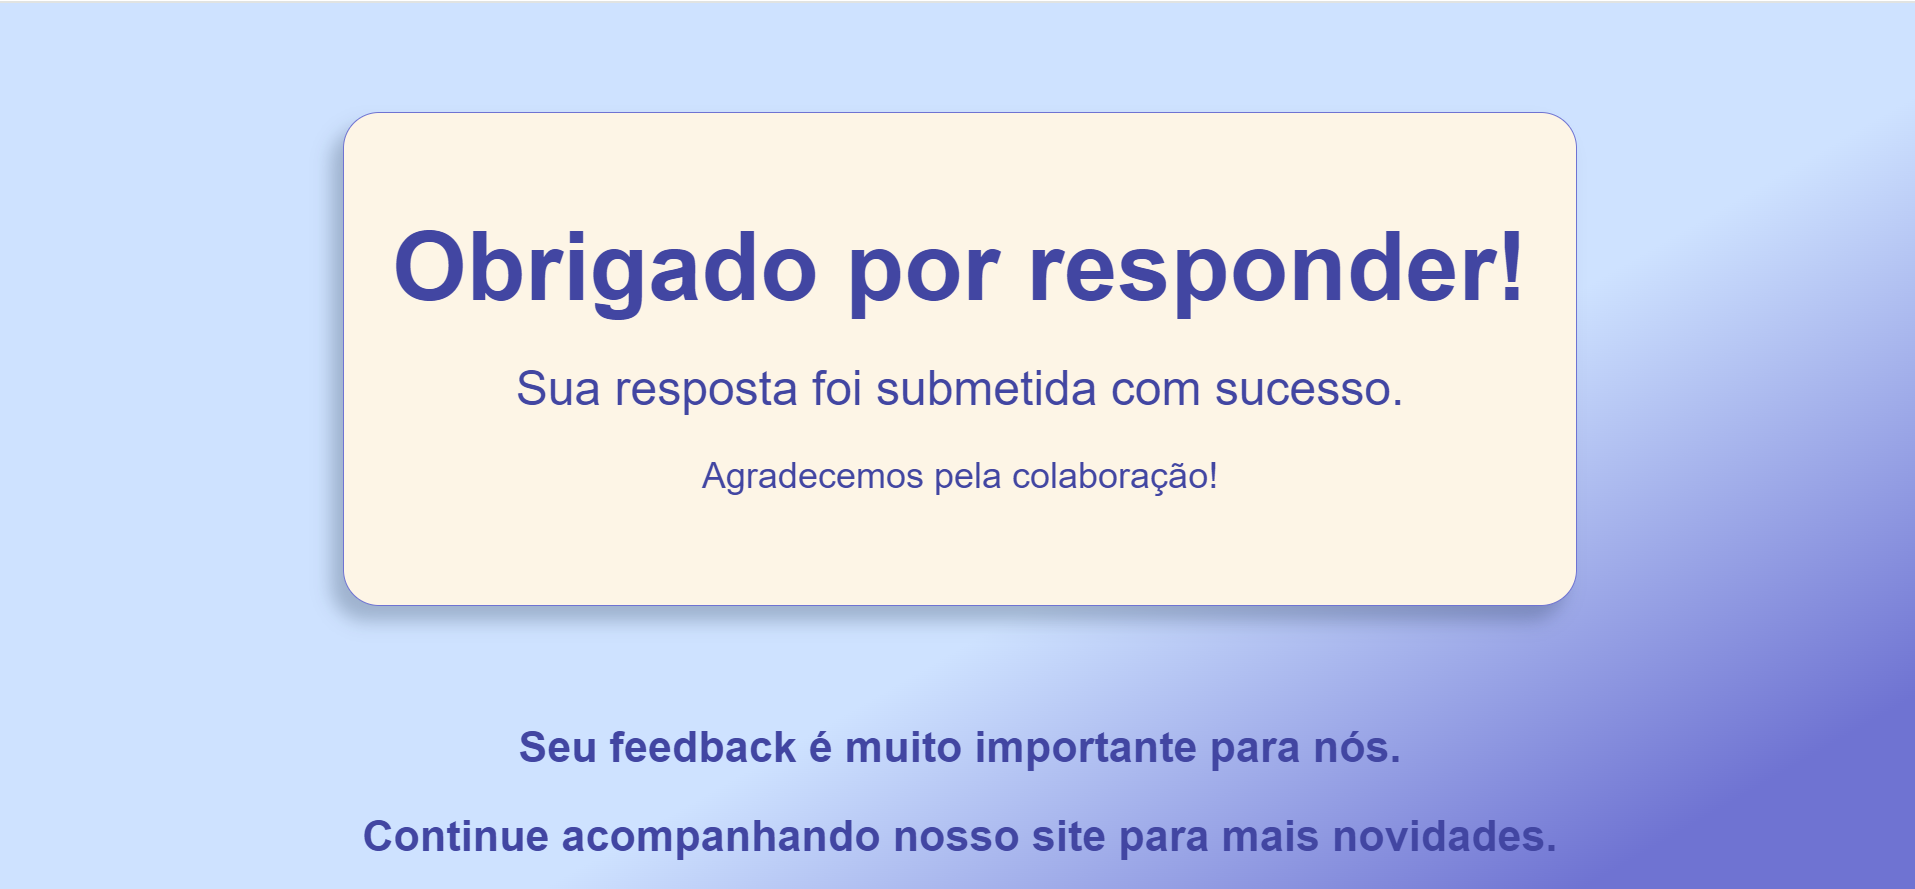 Obrigado por responder!
Sua resposta foi submetida com sucesso.
Agradecemos pela colaboração!
Seu feedback é muito importante para nós.
Continue acompanhando nosso site para mais novidades.